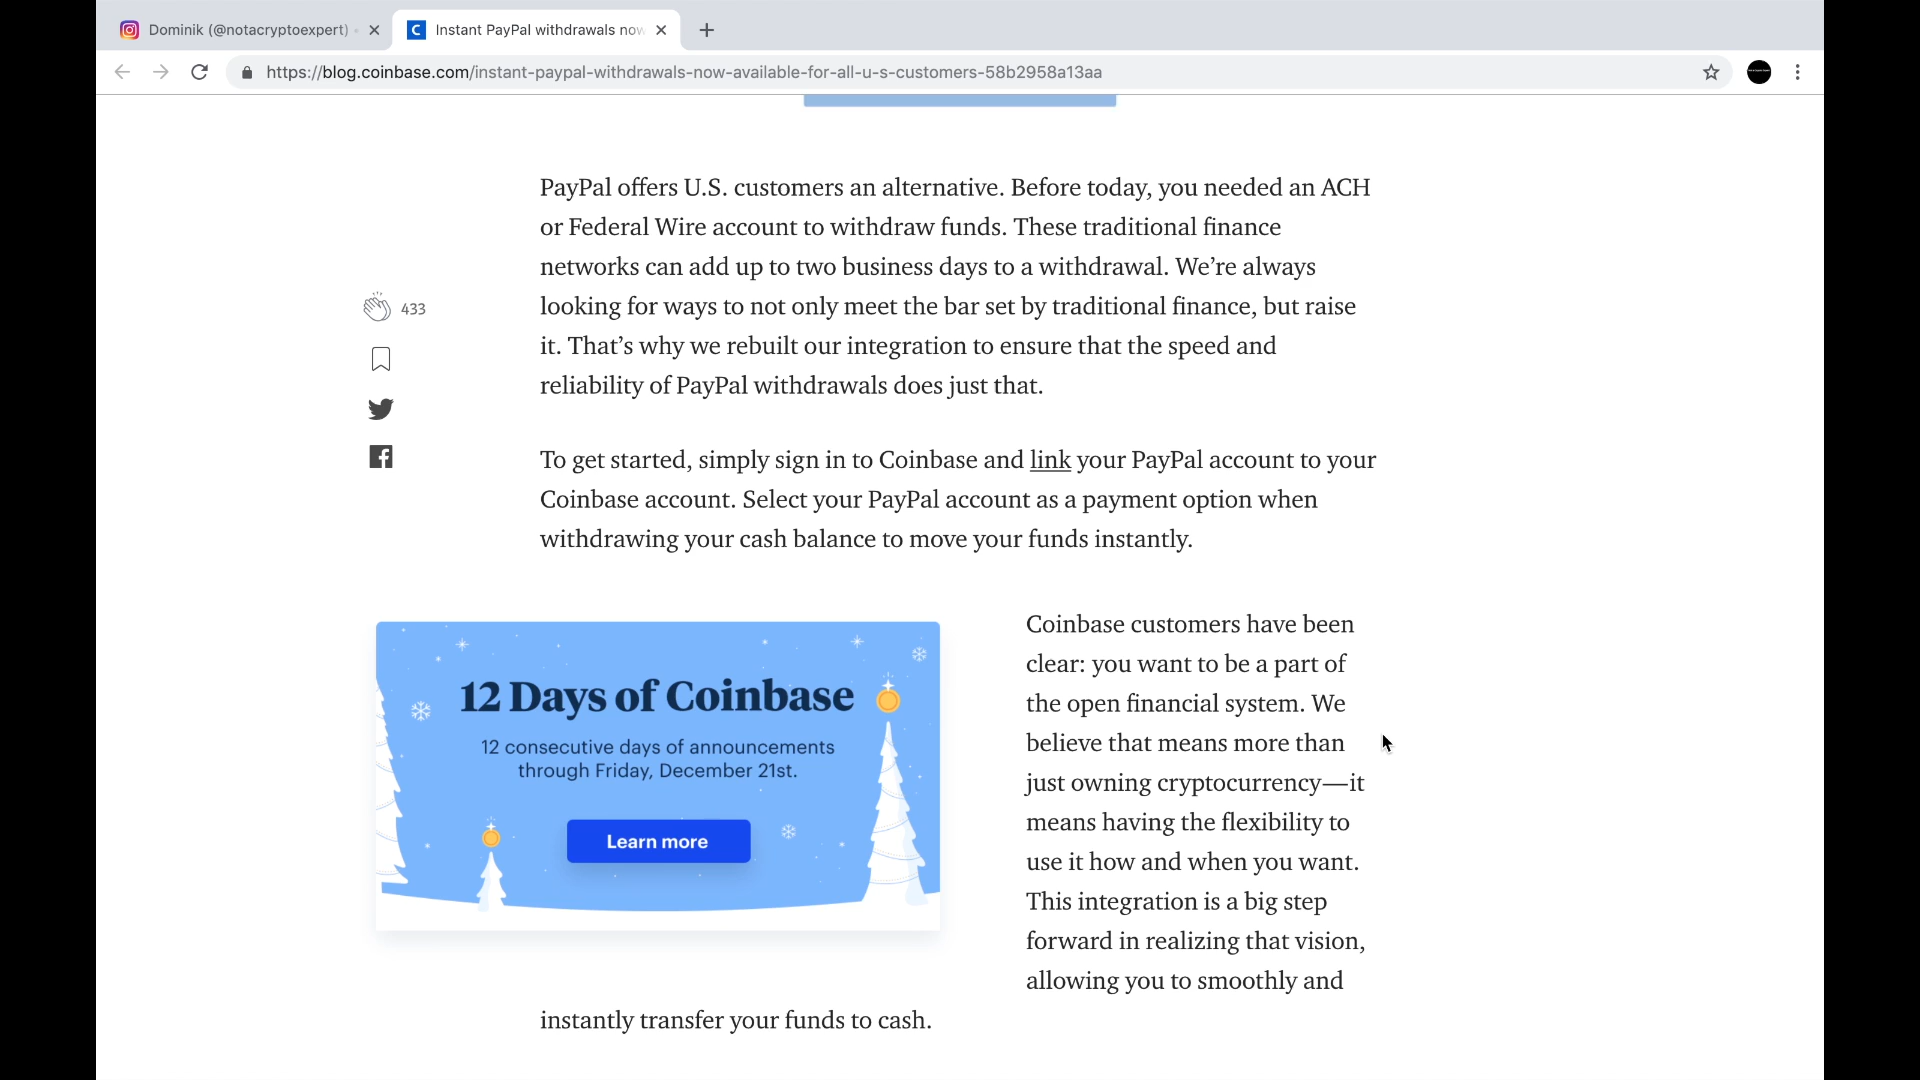 Dominik (@notacryptoexpert)
Instant PayPal withdrawals now
https://blog.coinbase.com/instant-paypal-withdrawals-now-available-for-all-u-s-customers-58b2958a13aa
PayPal offers U.S. customers an alternative. Before today, you needed an ACH
or Federal Wire account to withdraw funds. These traditional finance
networks can add up to two business days to a withdrawal. We’re always
looking for ways to not only meet the bar set by traditional finance, but raise
it. That’s why we rebuilt our integration to ensure that the speed and
reliability of PayPal withdrawals does just that.
433
To get started, simply sign in to Coinbase and link your PayPal account to your
Coinbase account. Select your PayPal account as a payment option when
withdrawing your cash balance to move your funds instantly.
12 Days of Coinbase
12 consecutive days of announcements
through Friday, December 21st.
Learn more
Coinbase customers have been
clear: you want to be a part of
the open financial system. We
believe that means more than
just owning cryptocurrency—it
means having the flexibility to
use it how and when you want.
This integration is a big step
forward in realizing that vision,
allowing you to smoothly and
instantly transfer your funds to cash.